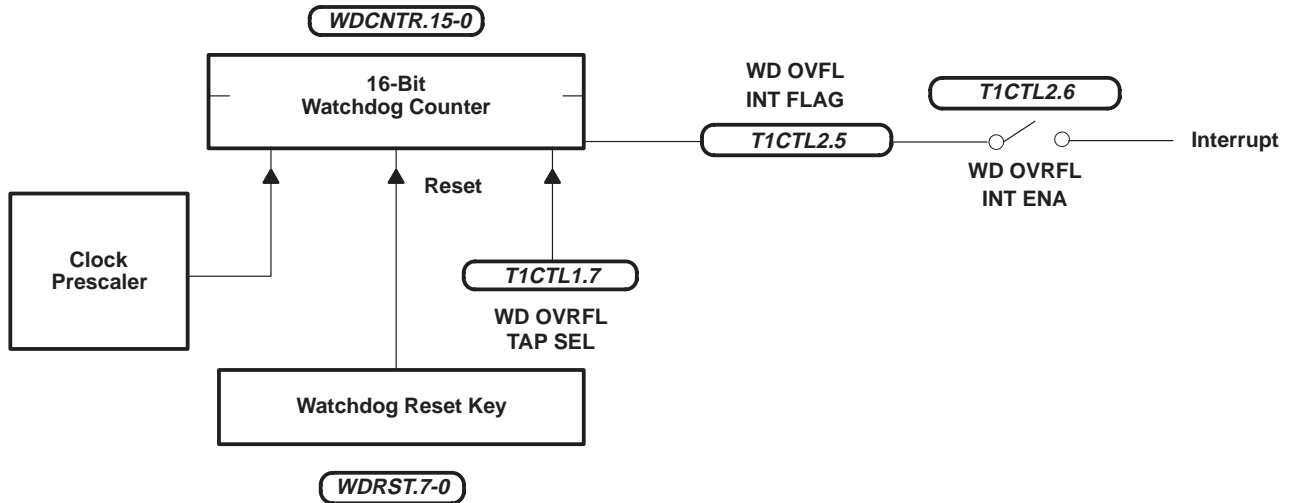 WDCNTR.15-0
16-Bit
Watchdog Counter
WD OVFL
INT FLAG
T1CTL2.6
T1CTL2.5
Interrupt
WD OVRFL
INT ENA
Reset
Clock
Prescaler
T1CTL1.7
WD OVRFL
TAP SEL
Watchdog Reset Key
WDRST.7-0